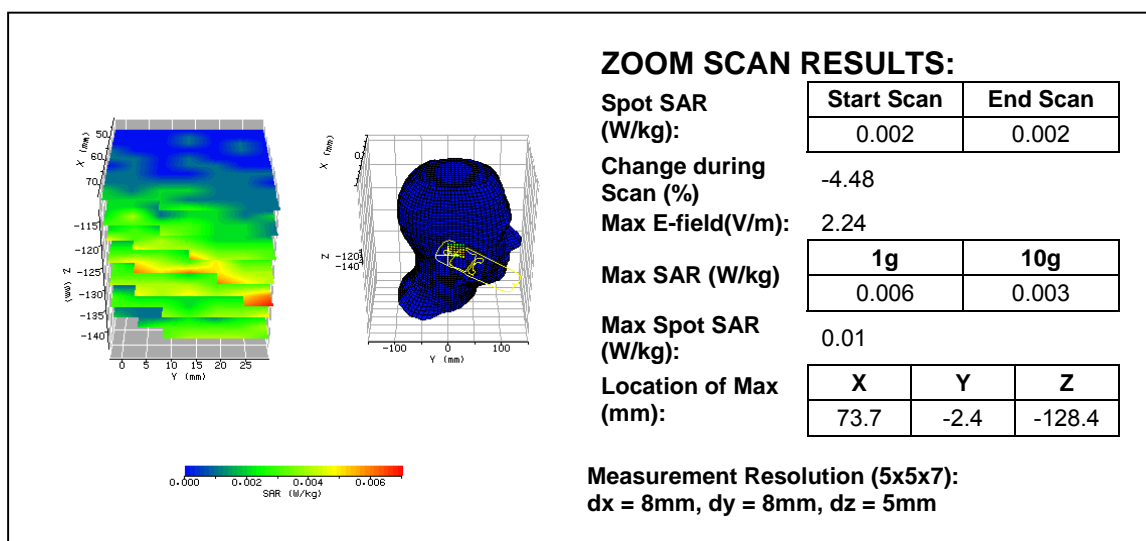 ZOOM SCAN RESULTS:
Spot SAR (W/kg):
Start Scan End Scan
0.002 0.002
Change during Scan (%)
-4.48
Max E-field(V/m): 2.24
Max SAR (W/kg)
1g 10g
0.006 0.003
Max Spot SAR (W/kg):
0.01
Location of Max (mm):
X Y Z
73.7 -2.4 -128.4
Measurement Resolution (5x5x7):
dx = 8mm, dy = 8mm, dz = 5mm
50
60
70
X (mm)
-115
-120
-125
-130
-135
-140
Z (mm)
0 5 10 15 20 25
Y (mm)
X (mm)
0
Z -120
-140
-100 0 100
Y (mm)
0.000 0.002 0.004 0.006
SAR (W/kg)